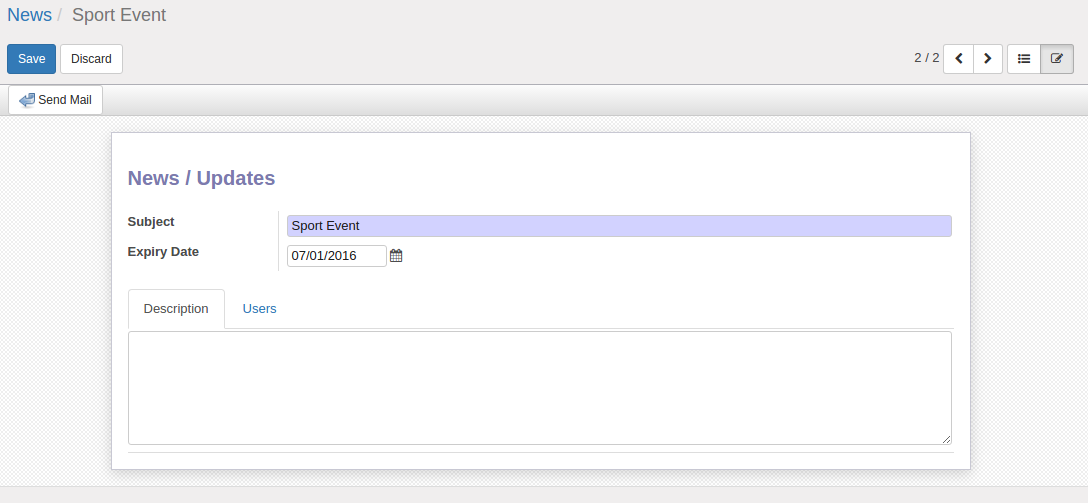 News / Sport Event
Save Discard 2 / 2
Send Mail
News / Updates
Subject Sport Event
Expiry Date 07/01/2016
Description Users